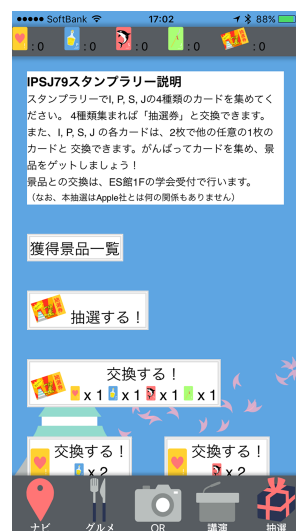 SoftBank 17:02 88%
: 0 : 0 : 0 : 0 : 0
IPSJ79スタンプラリー説明
スタンプラリーでI, P, S, Jの4種類のカードを集めてく
ださい。 4種類集まれば「抽選券」と交換できます。
また、I, P, S, J の各カードは、2枚で他の任意の1枚の
カードと 交換できます。がんばってカードを集め、景
品をゲットしましょう！
景品との交換は、ES館1Fの学会受付で行います。
（なお、本抽選はApple社とは何の関係もありません）
獲得景品一覧
抽選する！
交換する！
x 1 x 1 x 1 x 1
交換する！ 交換する！
x 2 x 2
ナビ グルメ QR 講演 抽選